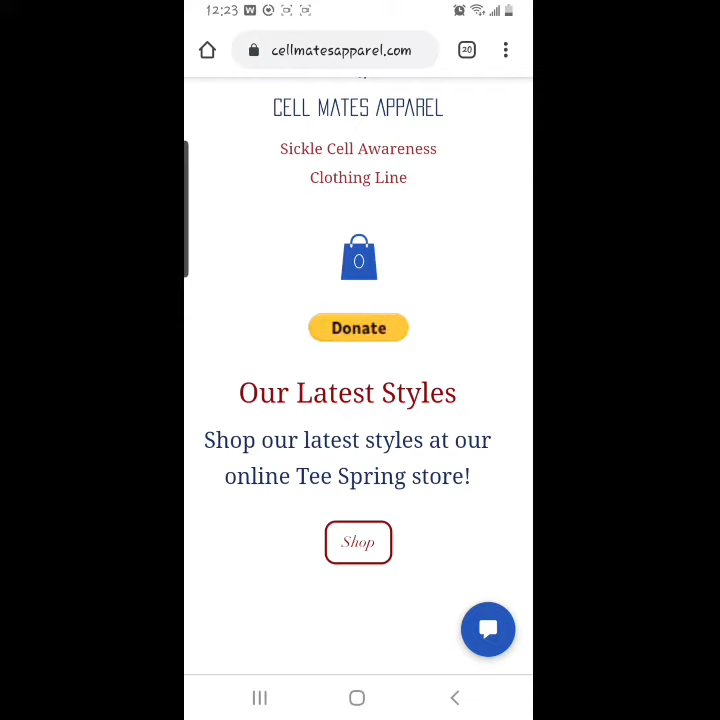 12:23
cellmatesapparel.com
20
CELL MATES APPAREL
Sickle Cell Awareness
Clothing Line
0
Donate
Our Latest Styles
Shop our latest styles at our
online Tee Spring store!
Shop